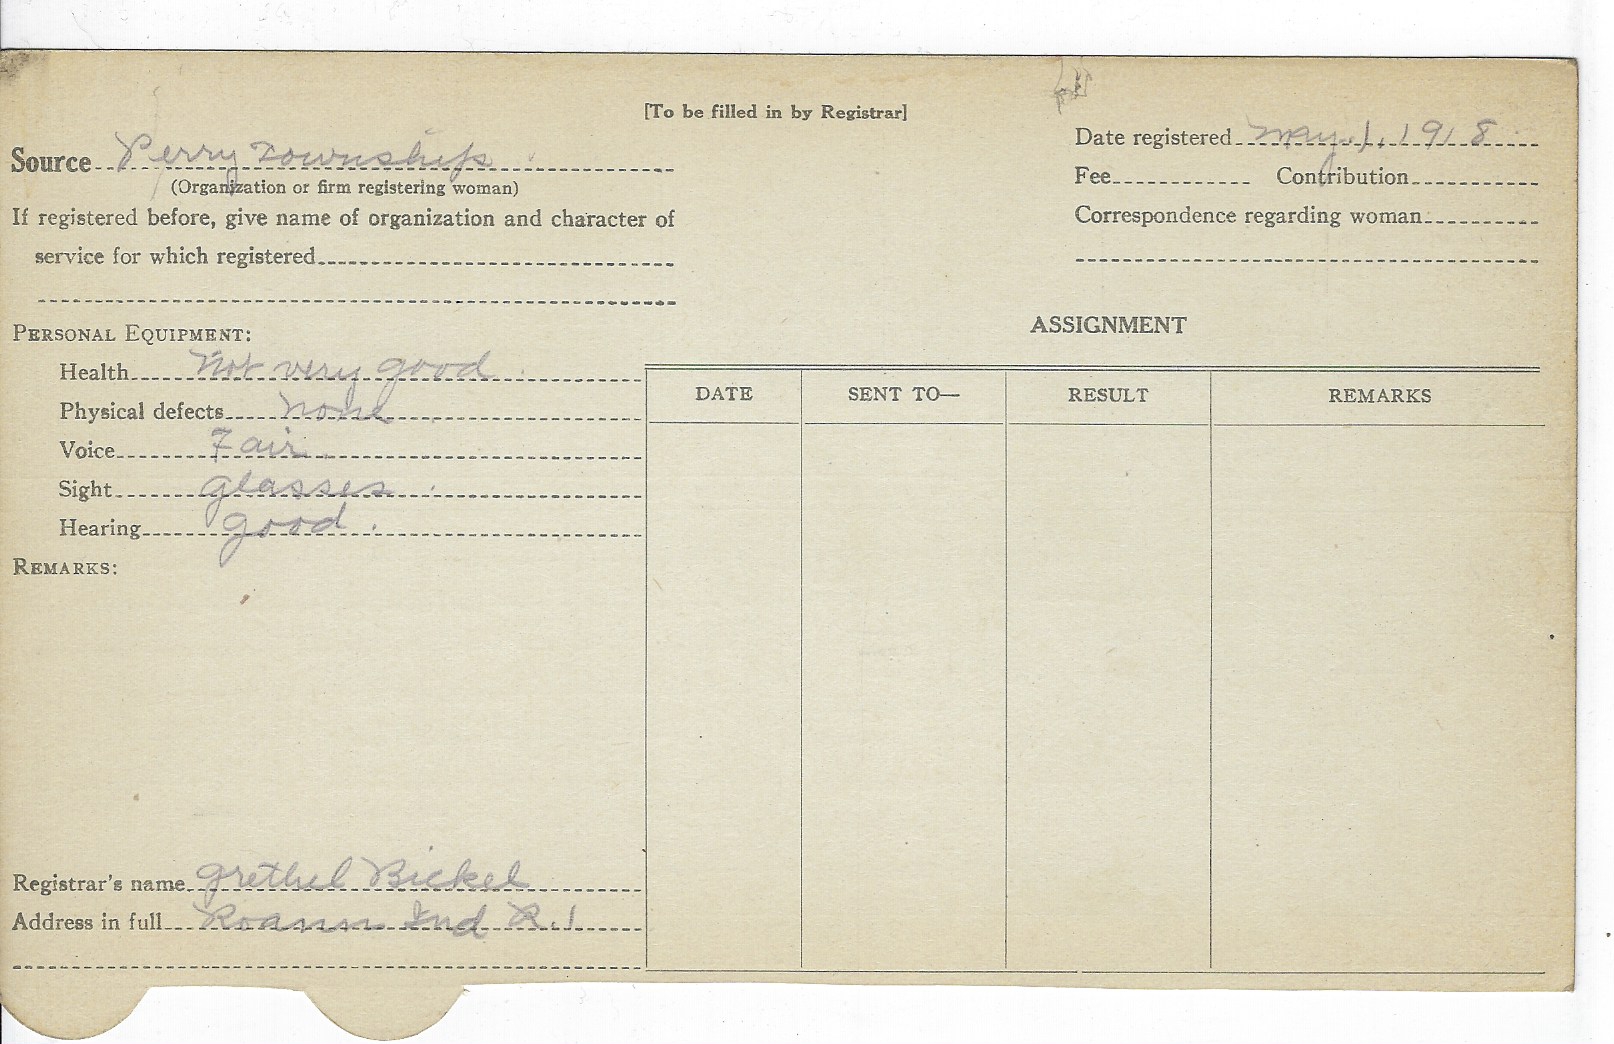 [To be filled in by Registrar]
Source Perry Township
(Organization or firm registering woman)
If registered before, give name of organization and character of
service for which registered
Date registered May 1, 1918
Fee Contribution
Correspondence regarding woman
PERSONAL EQUIPMENT:
Health Not very good
Physical defects none
Voice Fair
Sight glasses
Hearing good.
REMARKS:
Registrar's name Grethel Bickel
Address in full Roann Ind R.1
ASSIGNMENT
DATE SENT TO— RESULT REMARKS